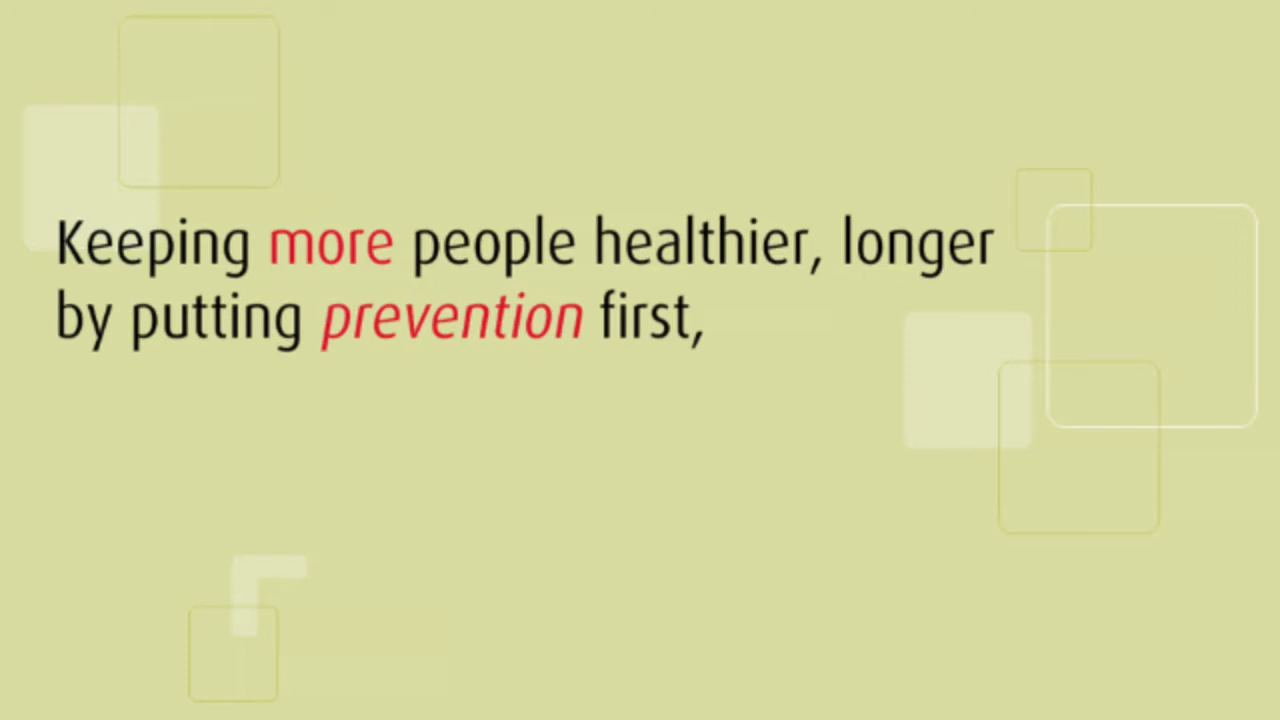 Keeping more people healthier, longer
by putting prevention first,